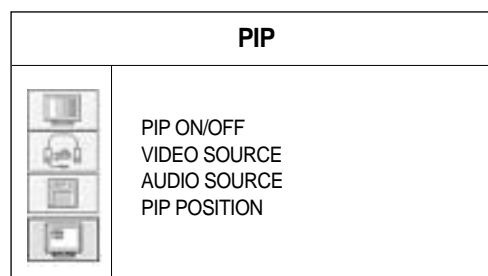 PIP
PIP ON/OFF
VIDEO SOURCE
AUDIO SOURCE
PIP POSITION